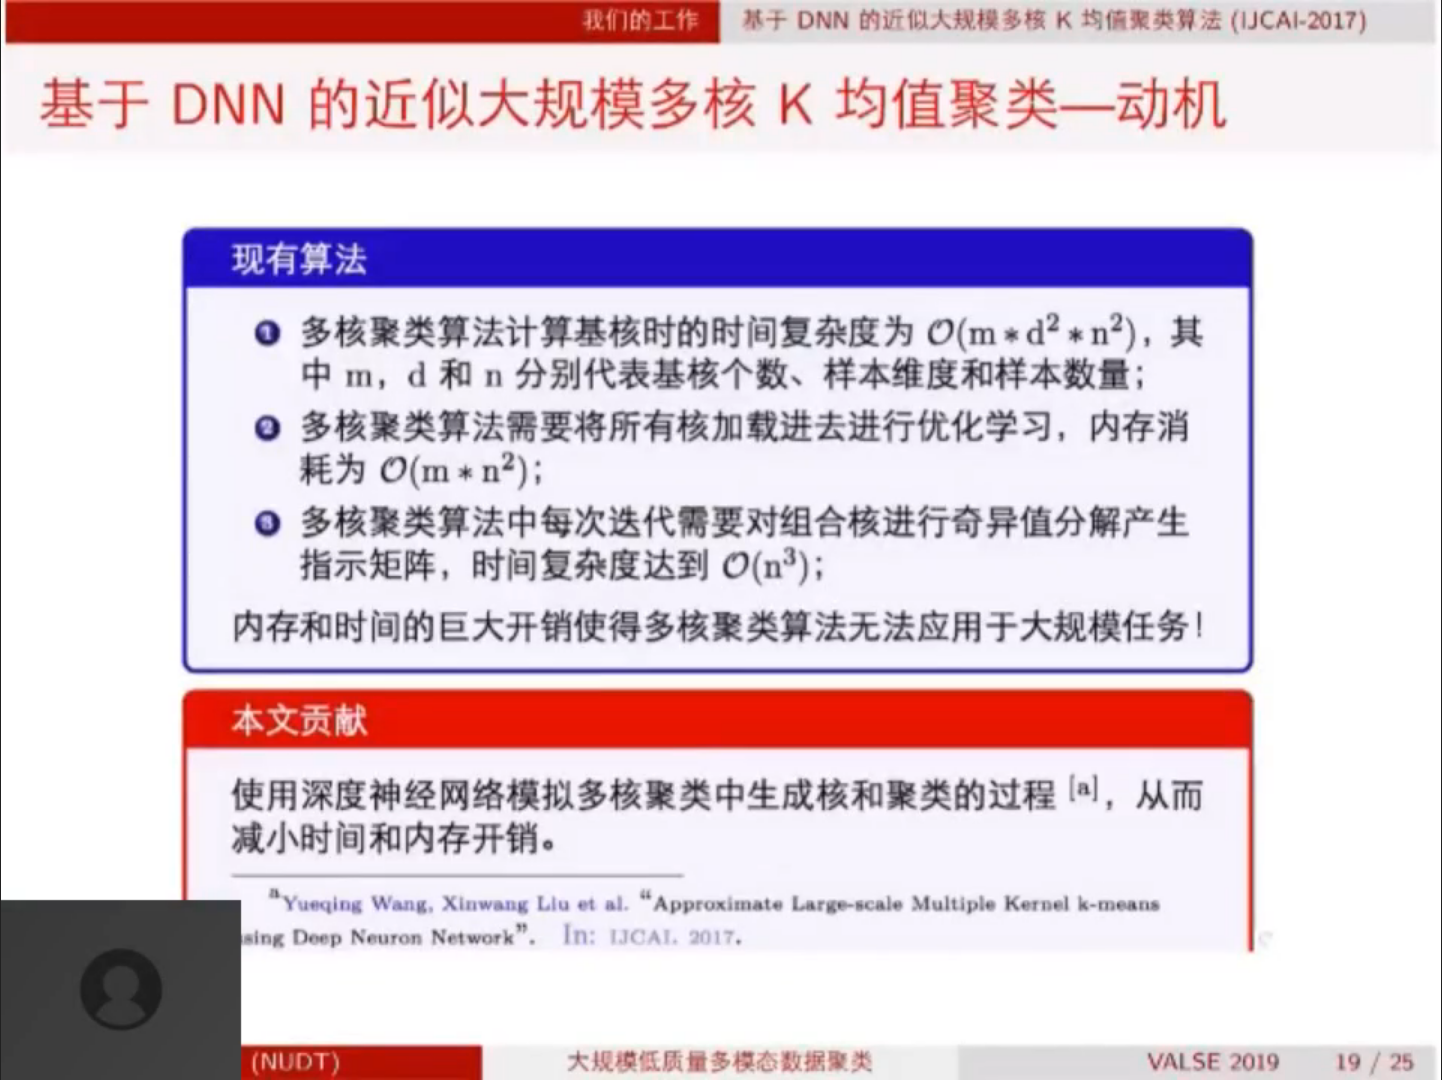 我们的工作 基于 DNN 的近似大规模多核 K 均值聚类算法 (IJCAI-2017)
基于 DNN 的近似大规模多核 K 均值聚类—动机
现有算法
1 多核聚类算法计算基核时的时间复杂度为 O(m * d² * n²)，其
中 m，d 和 n 分别代表基核个数、样本维度和样本数量；
2 多核聚类算法需要将所有核加载进去进行优化学习，内存消
耗为 O(m * n²)；
3 多核聚类算法中每次迭代需要对组合核进行奇异值分解产生
指示矩阵，时间复杂度达到 O(n³)；
内存和时间的巨大开销使得多核聚类算法无法应用于大规模任务！
本文贡献
使用深度神经网络模拟多核聚类中生成核和聚类的过程 [a]，从而
减小时间和内存开销。
aYueqing Wang, Xinwang Liu et al. “Approximate Large-scale Multiple Kernel k-means
sing Deep Neuron Network”. In: IJCAI. 2017.
(NUDT) 大规模低质量多模态数据聚类 VALSE 2019 19 / 25